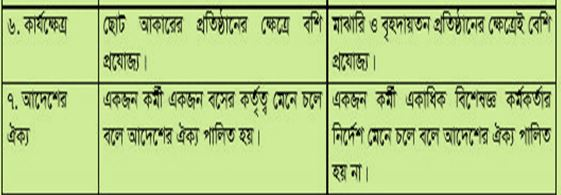 ৬. কার্যক্ষেত্র
ছোট আকারের প্রতিষ্ঠানের ক্ষেত্রে বশি
প্রযোজ্য।
মাঝারি ও বৃহদায়তন প্রতিষ্ঠানের ক্ষেত্রেই বেশি
প্রযোজ্য।
৭. আদেশের
ঐক্য
একজন কর্মী একজন বসের কর্তৃত্ব মেনে চলে
বলে আদেশের ঐক্য পালিত হয়।
একজন কর্মী একাধিক বিশেষজ্ঞ কর্মকর্তার
নির্দেশ মেনে চলে বলে আদেশের ঐক্য পালিত
হয় না।